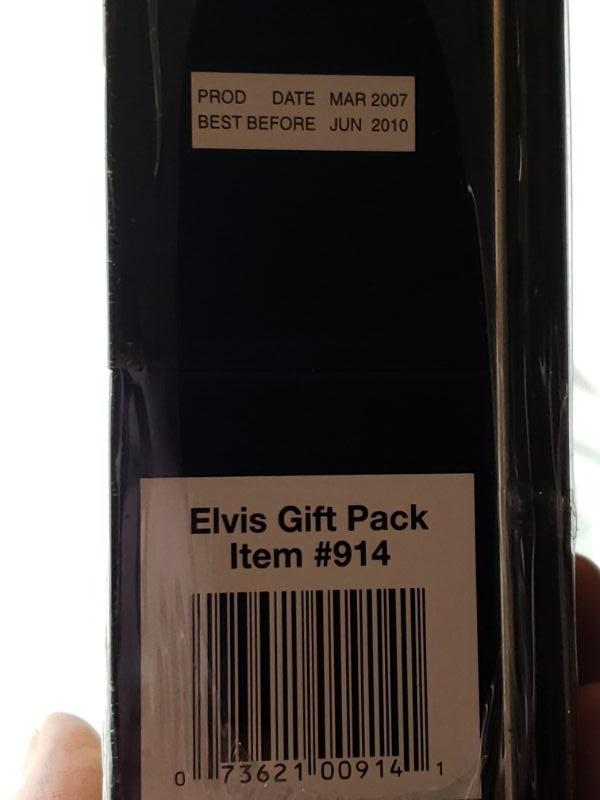 PROD DATE MAR 2007
BEST BEFORE JUN 2010
Elvis Gift Pack
Item #914
0 73621 00914 1